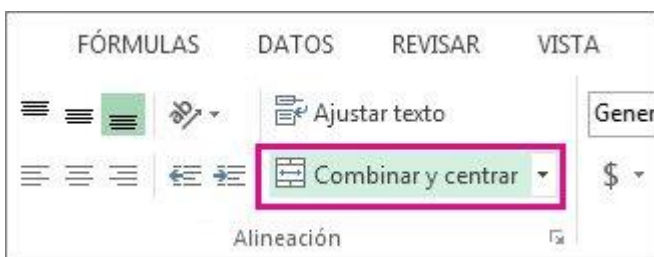 FÓRMULAS DATOS REVISAR VISTA
Ajustar texto Gener
Combinar y centrar $
Alineación